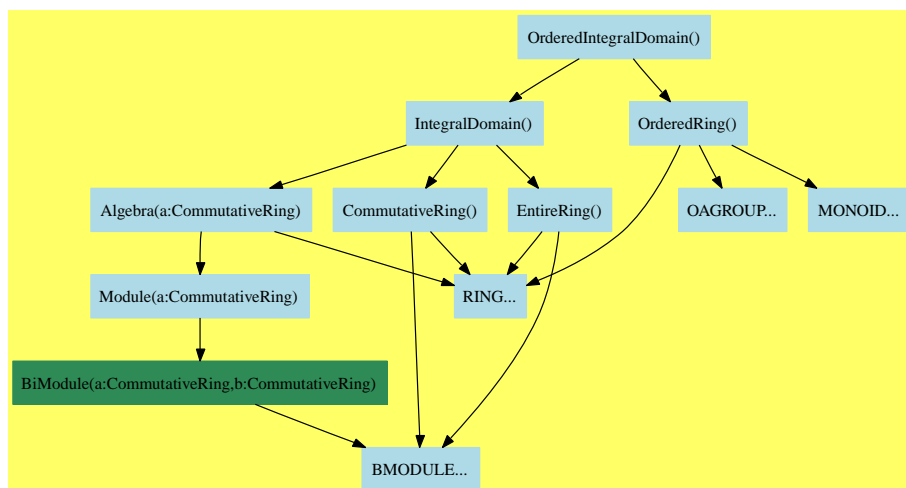 OrderedIntegralDomain()
IntegralDomain()
OrderedRing()
Algebra(a:CommutativeRing)
CommutativeRing()
EntireRing()
OAGROUP...
MONOID...
Module(a:CommutativeRing)
RING...
BiModule(a:CommutativeRing,b:CommutativeRing)
BMODULE...